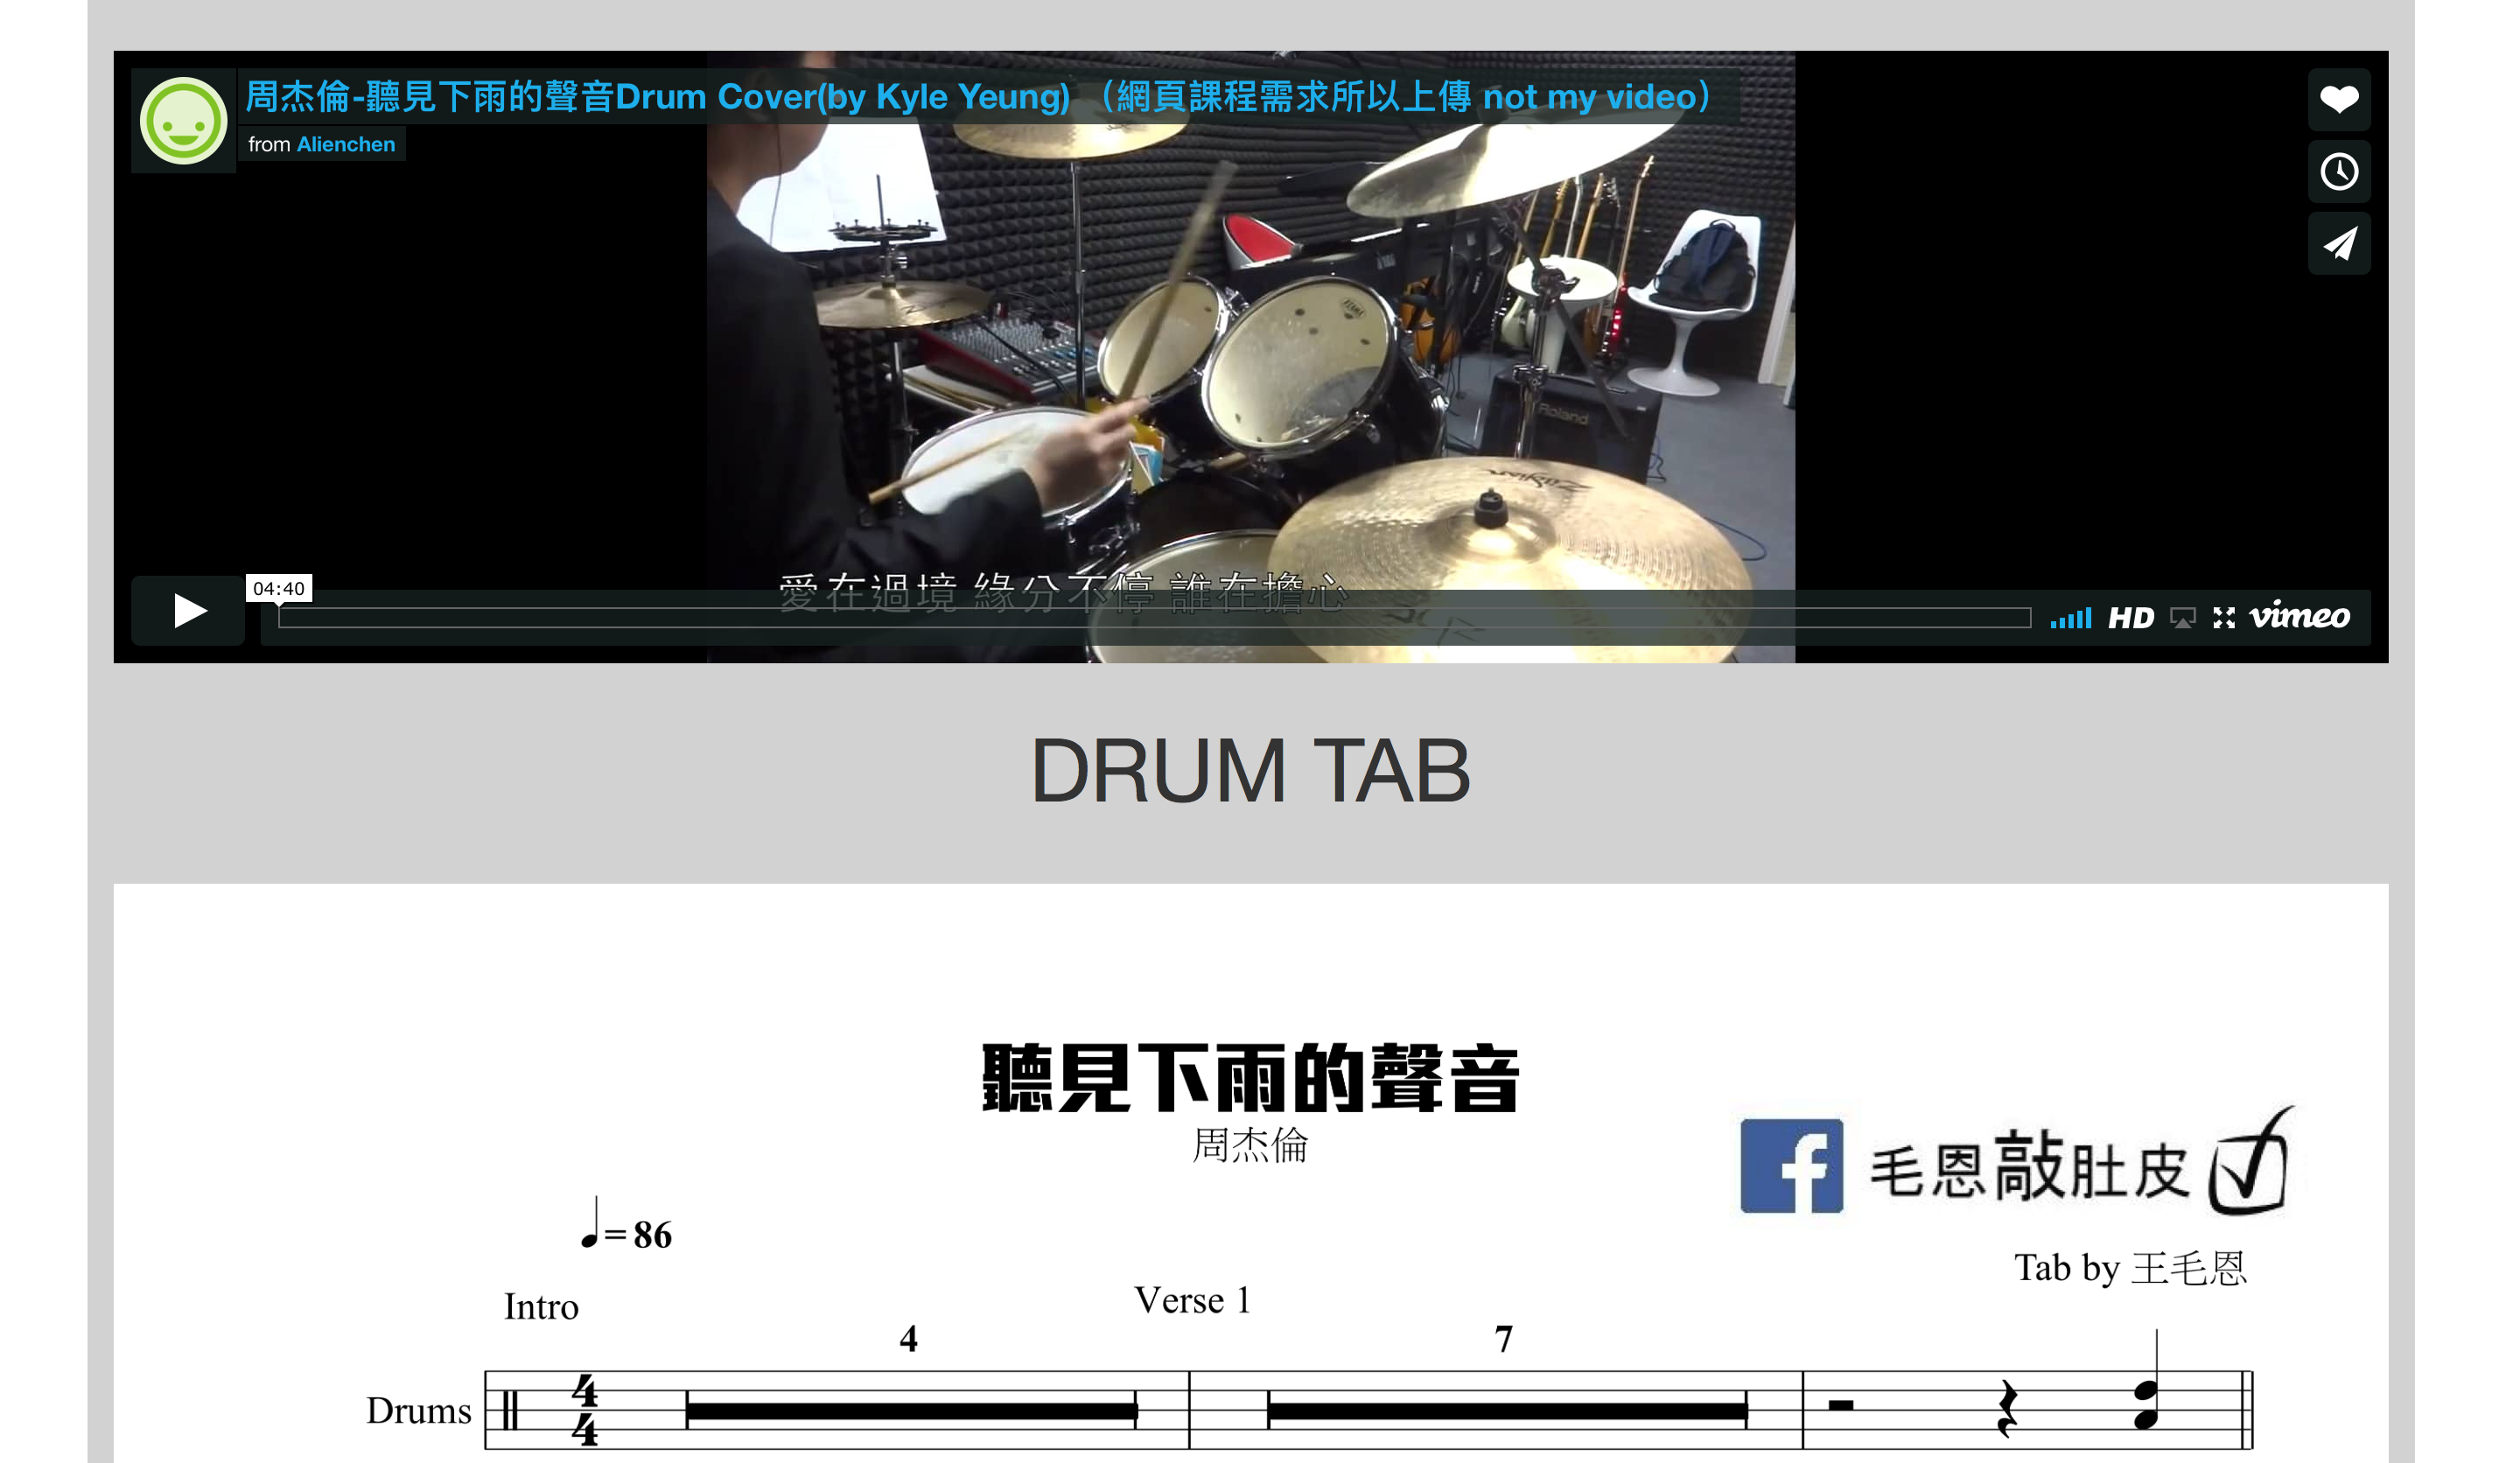 周杰倫-聽見下雨的聲音Drum Cover(by Kyle Yeung) （網頁課程需求所以上傳 not my video）
from Alienchen
Roland
Zildjian
愛在過境 緣分不停 誰在擔心
04:40
HD vimeo
DRUM TAB
聽見下雨的聲音
周杰倫
毛恩敲肚皮
= 86
Tab by 王毛恩
Intro
Verse 1
4
7
Drums
4
4